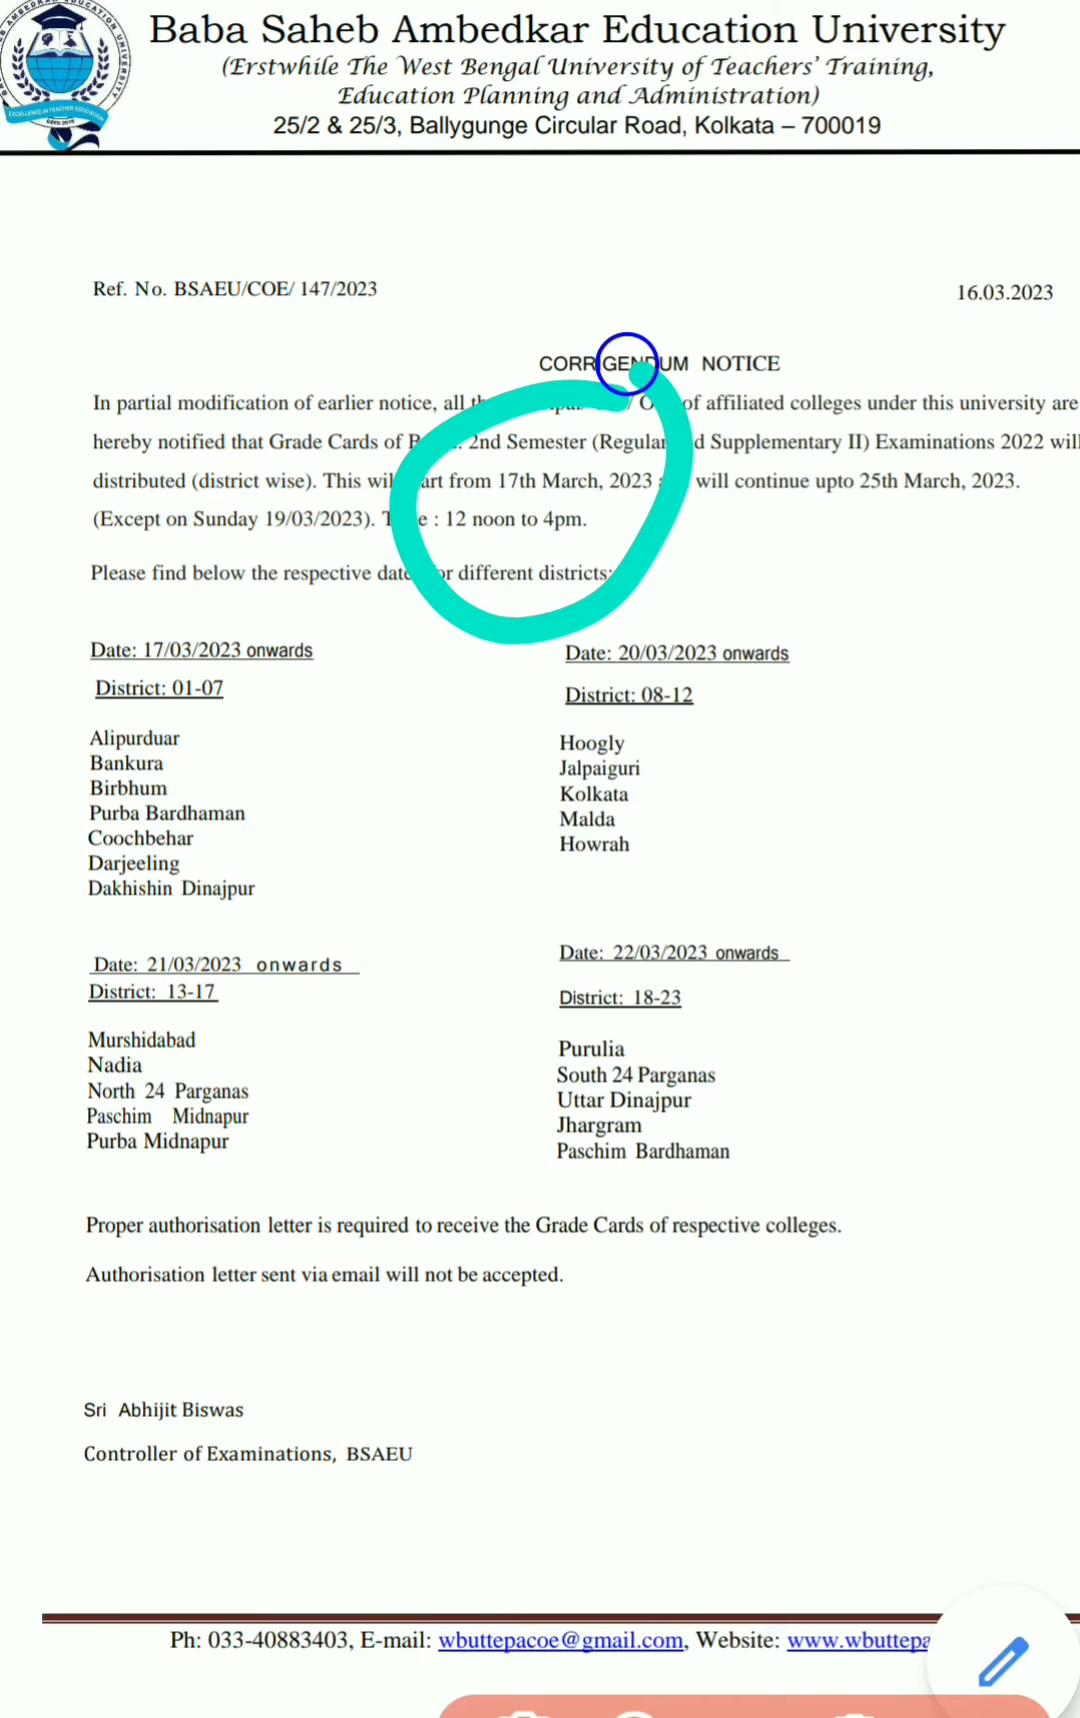 Baba Saheb Ambedkar Education University
(Erstwhile The West Bengal University of Teachers' Training,
Education Planning and Administration)
25/2 & 25/3, Ballygunge Circular Road, Kolkata – 700019
EXCELLENCE IN TEACHER EDUCATION
Ref. No. BSAEU/COE/ 147/2023
16.03.2023
CORRIGENDUM NOTICE
In partial modification of earlier notice, all of affiliated colleges under this university are
hereby notified that Grade Cards of 2nd Semester (Regular Supplementary II) Examinations 2022 will
distributed (district wise). This from 17th March, 2023 will continue upto 25th March, 2023.
(Except on Sunday 19/03/2023). : 12 noon to 4pm.
Please find below the respective different districts:
Date: 17/03/2023 onwards
District: 01-07
Alipurduar
Bankura
Birbhum
Purba Bardhaman
Coochbehar
Darjeeling
Dakhishin Dinajpur
Date: 20/03/2023 onwards
District: 08-12
Hoogly
Jalpaiguri
Kolkata
Malda
Howrah
Date: 21/03/2023 onwards
District: 13-17
Murshidabad
Nadia
North 24 Parganas
Paschim Midnapur
Purba Midnapur
Date: 22/03/2023 onwards
District: 18-23
Purulia
South 24 Parganas
Uttar Dinajpur
Jhargram
Paschim Bardhaman
Proper authorisation letter is required to receive the Grade Cards of respective colleges.
Authorisation letter sent via email will not be accepted.
Sri Abhijit Biswas
Controller of Examinations, BSAEU
Ph: 033-40883403, E-mail: wbuttepacoe@gmail.com, Website: www.wbuttepa